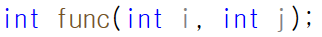 int func(int i, int j);